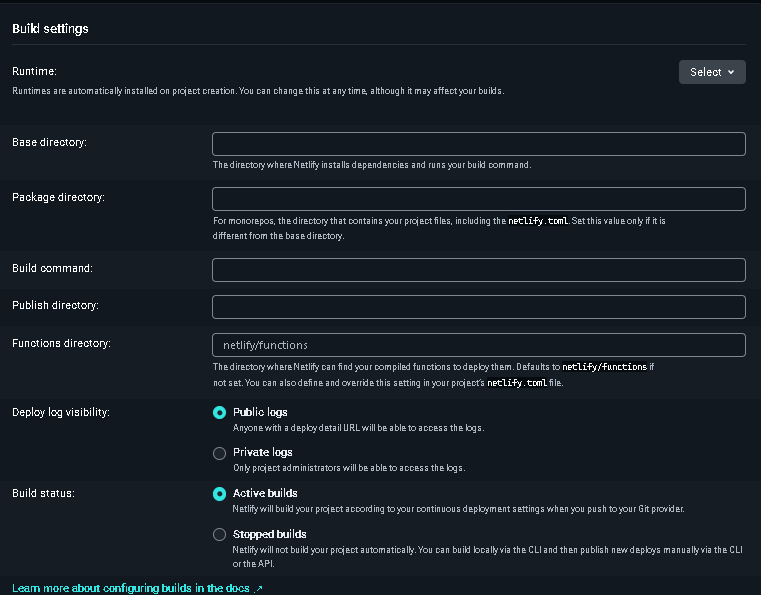 Build settings
Runtime:
Select
Runtimes are automatically installed on project creation. You can change this at any time, although it may affect your builds.
Base directory:
The directory where Netlify installs dependencies and runs your build command.
Package directory:
For monorepos, the directory that contains your project files, including the netlify.toml. Set this value only if it is
different from the base directory.
Build command:
Publish directory:
Functions directory:
netlify/functions
The directory where Netlify can find your compiled functions to deploy them. Defaults to netlify/functions if
not set. You can also define and override this setting in your project's netlify.toml file.
Deploy log visibility:
Public logs
Anyone with a deploy detail URL will be able to access the logs.
Private logs
Only project administrators will be able to access the logs.
Build status:
Active builds
Netlify will build your project according to your continuous deployment settings when you push to your Git provider.
Stopped builds
Netlify will not build your project automatically. You can build locally via the CLI and then publish new deploys manually via the CLI
or the API.
Learn more about configuring builds in the docs ↗